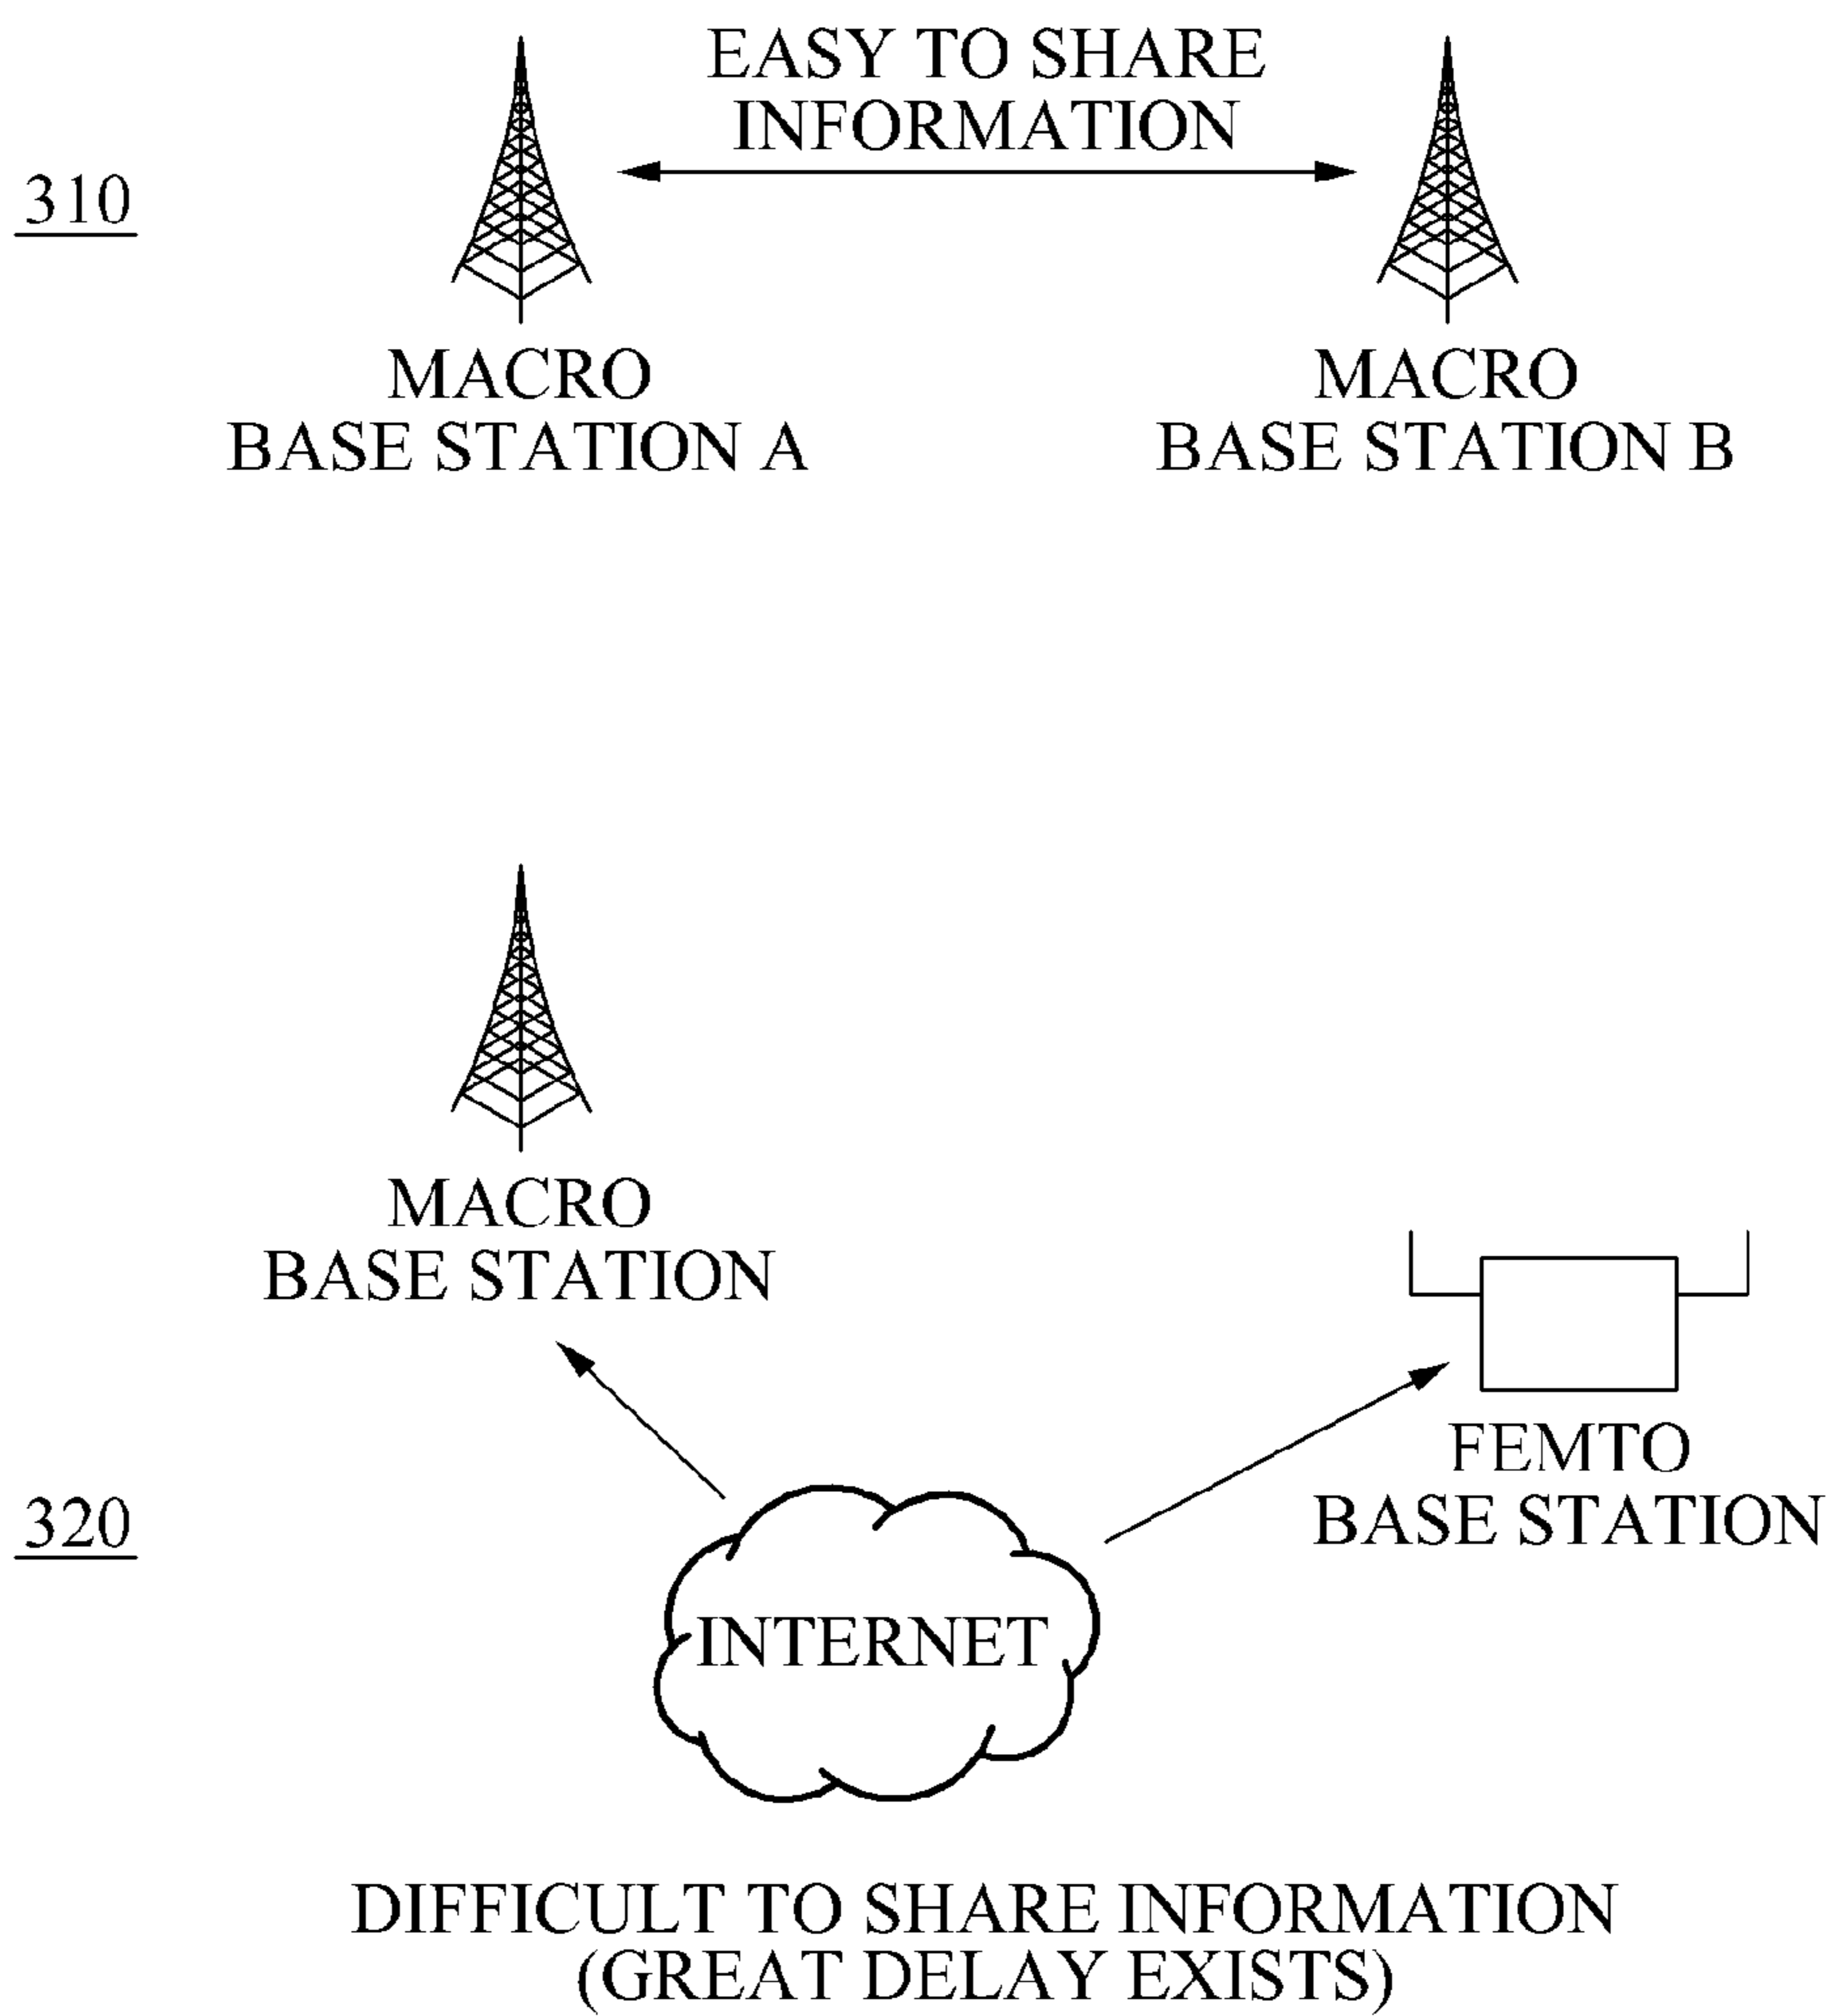 EASY TO SHARE
INFORMATION
310
MACRO
BASE STATION A
MACRO
BASE STATION B
MACRO
BASE STATION
FEMTO
BASE STATION
320
INTERNET
DIFFICULT TO SHARE INFORMATION
(GREAT DELAY EXISTS)